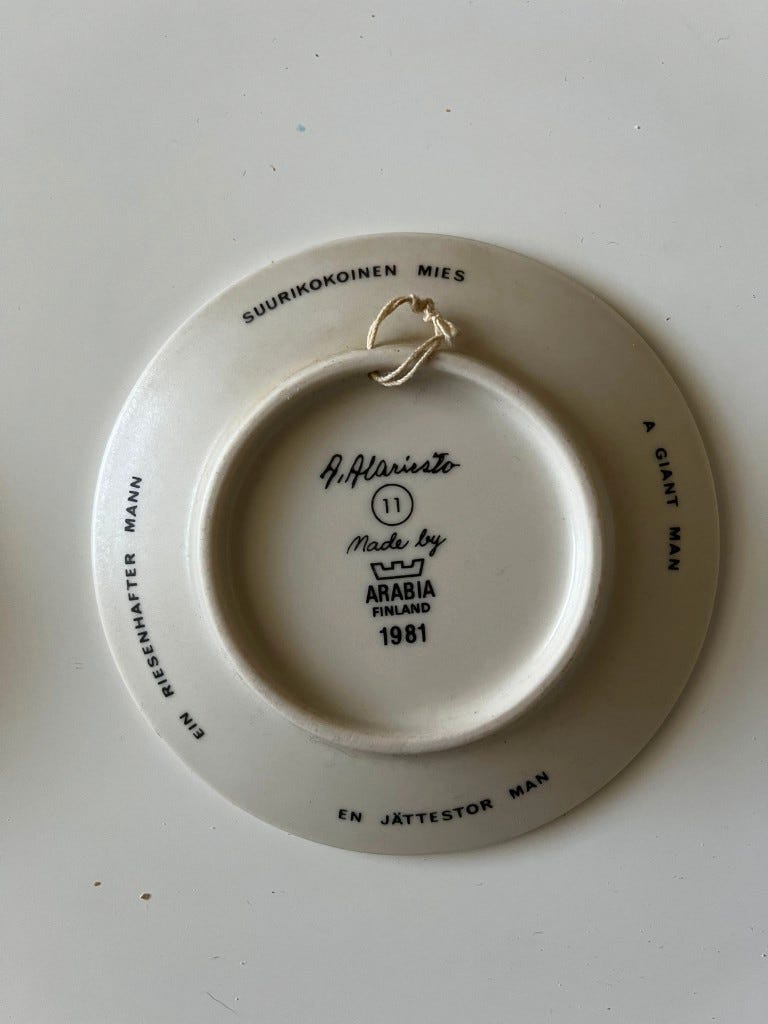 SUURIKOKOINEN MIES
A GIANT MAN
A. Alariesto
11
Made by
ARABIA
FINLAND
1981
EIN RIESENHAFTER MANN
EN JÄTTESTOR MAN